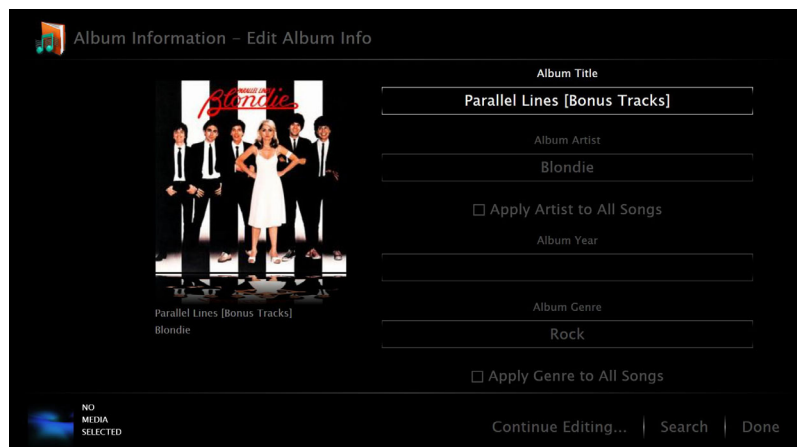 Album Information – Edit Album Info
PARALLEL LINES
Blondie
Parallel Lines [Bonus Tracks]
Blondie
Album Title
Parallel Lines [Bonus Tracks]
Album Artist
Blondie
Apply Artist to All Songs
Album Year
Album Genre
Rock
Apply Genre to All Songs
NO
MEDIA
SELECTED
Continue Editing... | Search | Done